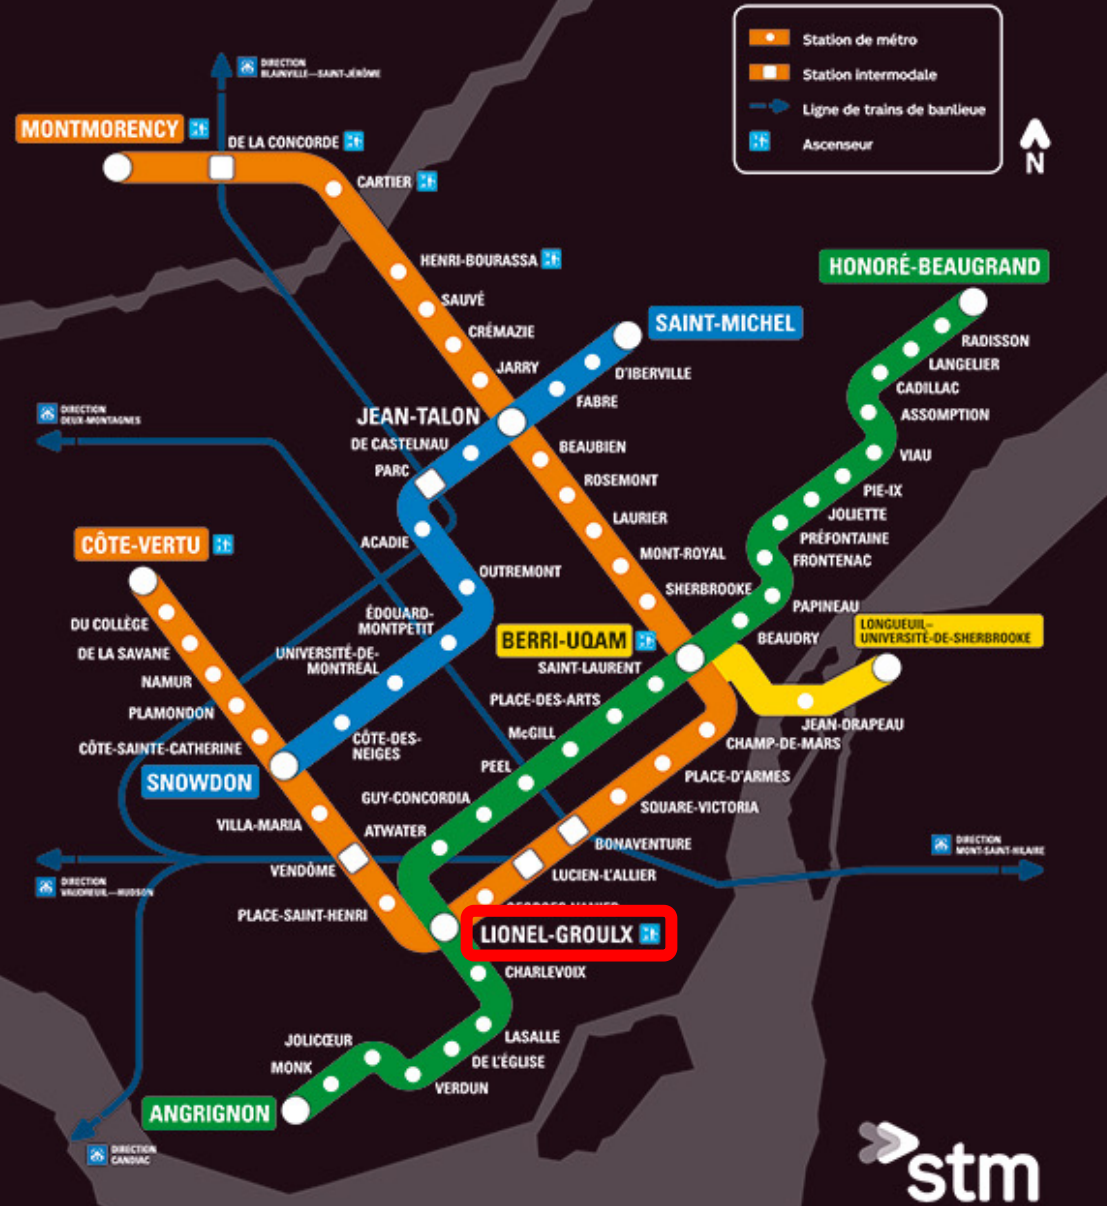 Station de métro
Station intermodale
Ligne de trains de banlieue
Ascenseur
N
DIRECTION
BLAINVILLE—SAINT-JÉRÔME
MONTMORENCY
DE LA CONCORDE
CARTIER
HENRI-BOURASSA
SAUVÉ
CRÉMAZIE
JARRY
HONORÉ-BEAUGRAND
SAINT-MICHEL
RADISSON
LANGELIER
CADILLAC
ASSOMPTION
VIAU
PIE-IX
JOLIETTE
PRÉFONTAINE
FRONTENAC
PAPINEAU
BEAUDRY
D'IBERVILLE
FABRE
JEAN-TALON
DE CASTELNAU
PARC
ACADIE
OUTREMONT
ÉDOUARD-
MONTPETIT
UNIVERSITÉ-DE-
MONTRÉAL
CÔTE-DES-
NEIGES
SNOWDON
DIRECTION
DEUX-MONTAGNES
BEAUBIEN
ROSEMONT
LAURIER
MONT-ROYAL
SHERBROOKE
BERRI-UQAM
LONGUEUIL–
UNIVERSITÉ-DE-SHERBROOKE
JEAN-DRAPEAU
CÔTE-VERTU
DU COLLÈGE
DE LA SAVANE
NAMUR
PLAMONDON
CÔTE-SAINTE-CATHERINE
VILLA-MARIA
VENDÔME
PLACE-SAINT-HENRI
SAINT-LAURENT
PLACE-DES-ARTS
McGILL
PEEL
GUY-CONCORDIA
ATWATER
CHAMP-DE-MARS
PLACE-D'ARMES
SQUARE-VICTORIA
BONAVENTURE
LUCIEN-L'ALLIER
DIRECTION
MONT-SAINT-HILAIRE
DIRECTION
VAUDREUIL—HUDSON
LIONEL-GROULX
CHARLEVOIX
LASALLE
DE L'ÉGLISE
VERDUN
JOLICŒUR
MONK
ANGRIGNON
DIRECTION
CANDIAC
stm